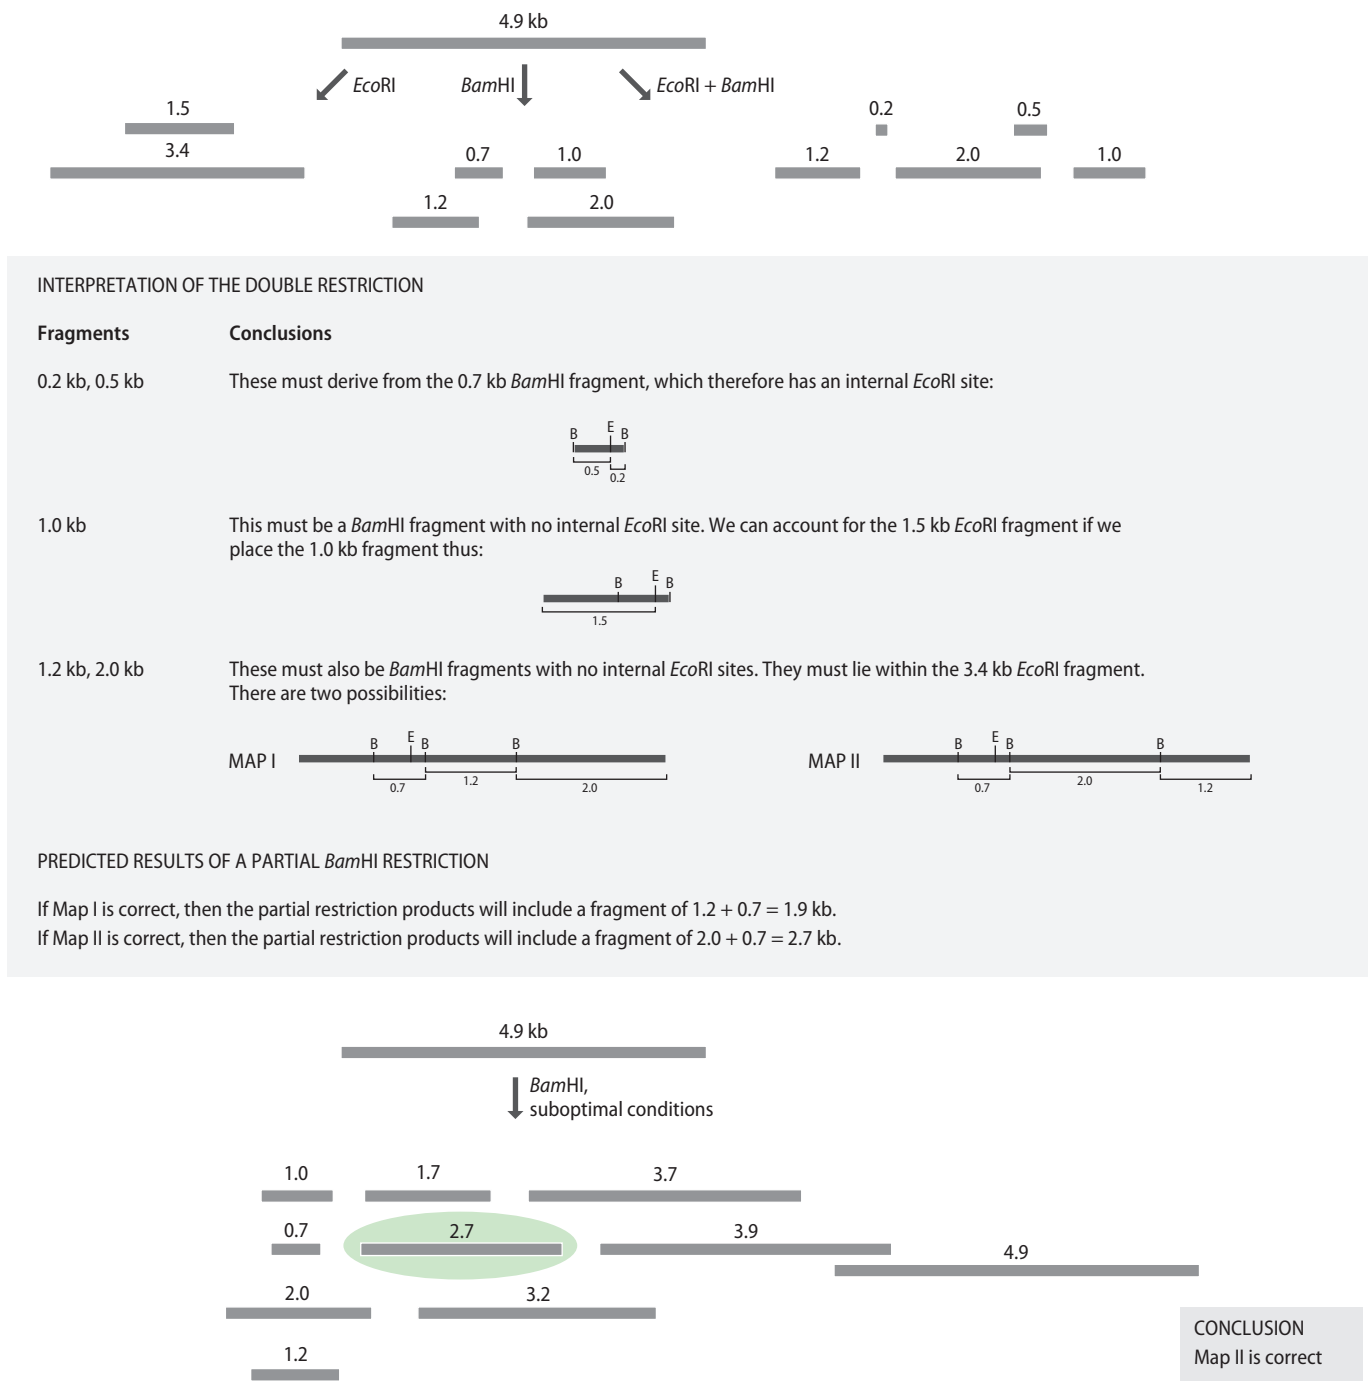 4.9 kb
EcoRI
BamHI
EcoRI + BamHI
1.5
3.4
0.7
1.0
1.2
2.0
0.2
0.5
1.2
2.0
1.0
INTERPRETATION OF THE DOUBLE RESTRICTION
Fragments Conclusions
0.2 kb, 0.5 kb These must derive from the 0.7 kb BamHI fragment, which therefore has an internal EcoRI site:
B E B
0.5
0.2
1.0 kb This must be a BamHI fragment with no internal EcoRI site. We can account for the 1.5 kb EcoRI fragment if we
place the 1.0 kb fragment thus:
B E B
1.5
1.2 kb, 2.0 kb These must also be BamHI fragments with no internal EcoRI sites. They must lie within the 3.4 kb EcoRI fragment.
There are two possibilities:
MAP I
B E B B
0.7 1.2 2.0
MAP II
B E B B
0.7 2.0 1.2
PREDICTED RESULTS OF A PARTIAL BamHI RESTRICTION
If Map I is correct, then the partial restriction products will include a fragment of 1.2 + 0.7 = 1.9 kb.
If Map II is correct, then the partial restriction products will include a fragment of 2.0 + 0.7 = 2.7 kb.
4.9 kb
BamHI,
suboptimal conditions
1.0 1.7 3.7
0.7 2.7 3.9
4.9
2.0 3.2
1.2
CONCLUSION
Map II is correct